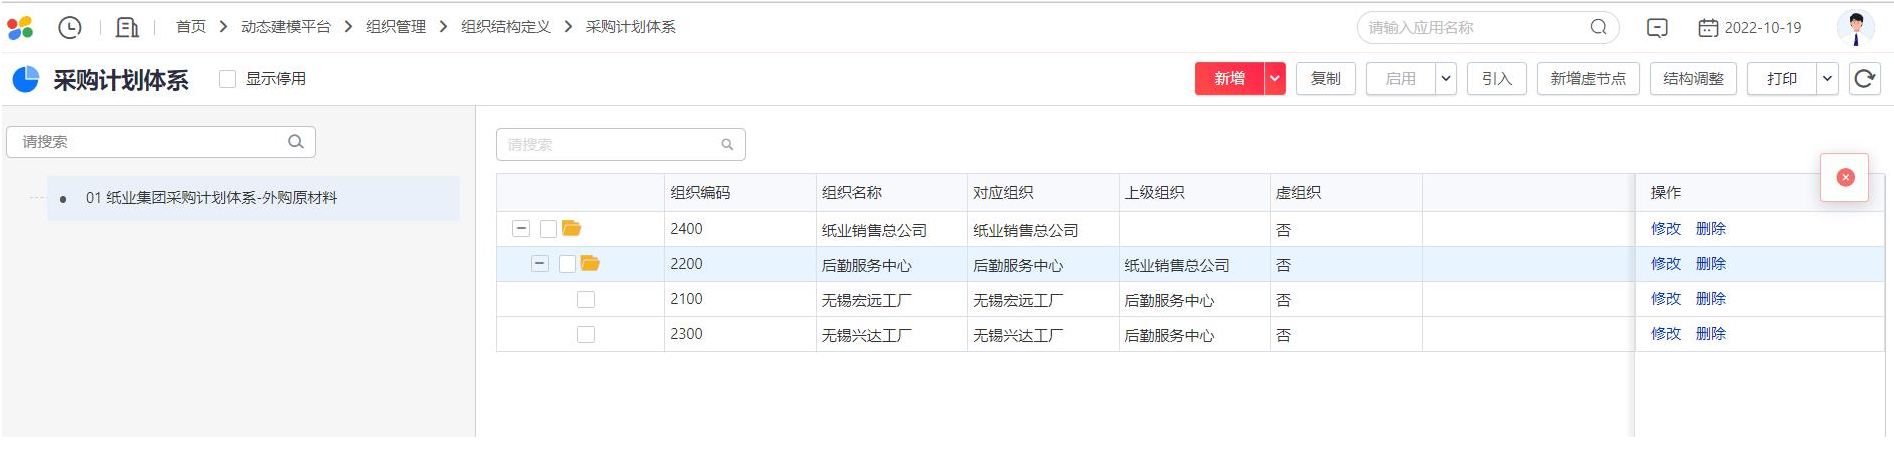 首页 > 动态建模平台 > 组织管理 > 组织结构定义 > 采购计划体系 请输入应用名称 2022-10-19
采购计划体系 显示停用 新增 复制 启用 引入 新增虚节点 结构调整 打印
请搜索
请搜索
01 纸业集团采购计划体系-外购原材料
组织编码 组织名称 对应组织 上级组织 虚组织 操作
2400 纸业销售总公司 纸业销售总公司 否 修改 删除
2200 后勤服务中心 后勤服务中心 纸业销售总公司 否 修改 删除
2100 无锡宏远工厂 无锡宏远工厂 后勤服务中心 否 修改 删除
2300 无锡兴达工厂 无锡兴达工厂 后勤服务中心 否 修改 删除